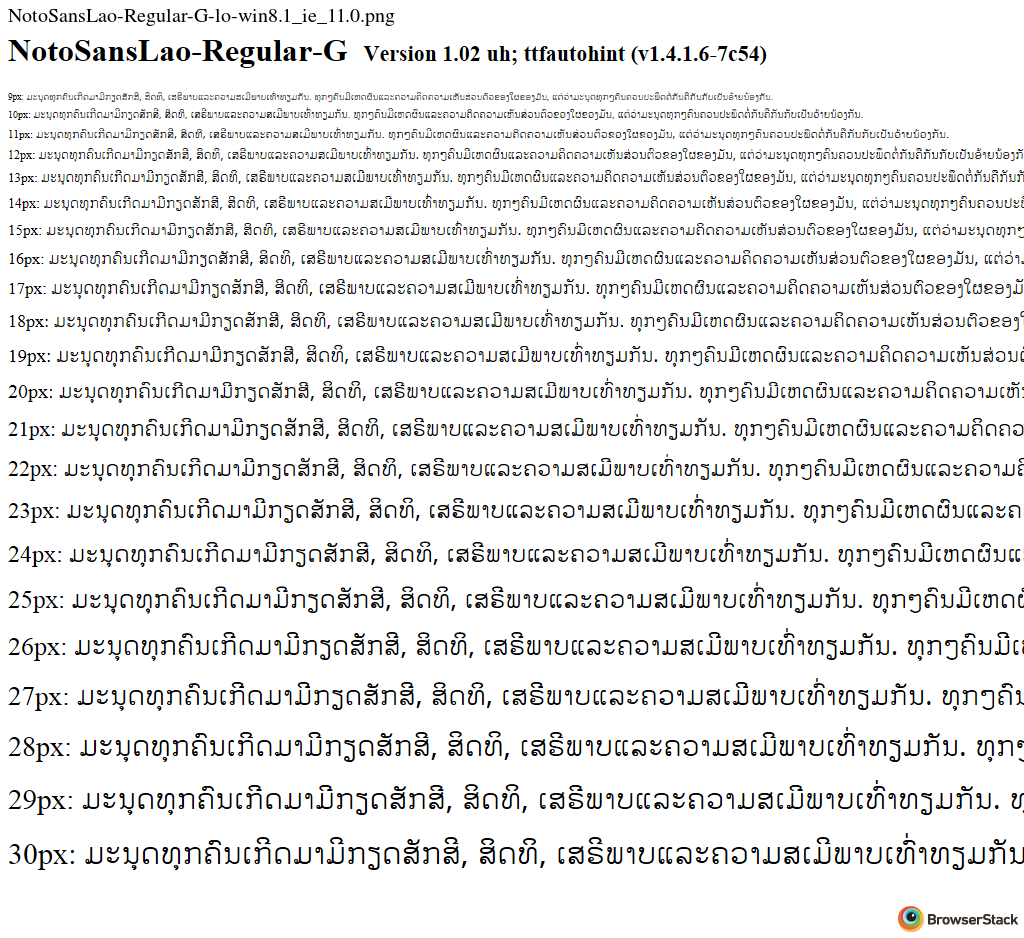 NotoSansLao-Regular-G-lo-win8.1_ie_11.0.png
NotoSansLao-Regular-G Version 1.02 uh; ttfautohint (v1.4.1.6-7c54)
9px: ມະນຸດທຸກຄົນເກີດມາມີກຽດສັກສີ, ສິດທິ, ເສຣີພາບແລະຄວາມສເມີພາບເທົ່າທຽມກັນ. ທຸກໆຄົນມີເຫດຜົນແລະຄວາມຄິດຄວາມເຫັນສ່ວນຕົວຂອງໃຜຂອງມັນ, ແຕ່ວ່າມະນຸດທຸກໆຄົນຄວນປະພຶດຕໍ່ກັນຄືກັນກັບເປັນອ້າຍນ້ອງກັນ.
10px: ມະນຸດທຸກຄົນເກີດມາມີກຽດສັກສີ, ສິດທິ, ເສຣີພາບແລະຄວາມສເມີພາບເທົ່າທຽມກັນ. ທຸກໆຄົນມີເຫດຜົນແລະຄວາມຄິດຄວາມເຫັນສ່ວນຕົວຂອງໃຜຂອງມັນ, ແຕ່ວ່າມະນຸດທຸກໆຄົນຄວນປະພຶດຕໍ່ກັນຄືກັນກັບເປັນອ້າຍນ້ອງກັນ.
11px: ມະນຸດທຸກຄົນເກີດມາມີກຽດສັກສີ, ສິດທິ, ເສຣີພາບແລະຄວາມສເມີພາບເທົ່າທຽມກັນ. ທຸກໆຄົນມີເຫດຜົນແລະຄວາມຄິດຄວາມເຫັນສ່ວນຕົວຂອງໃຜຂອງມັນ, ແຕ່ວ່າມະນຸດທຸກໆຄົນຄວນປະພຶດຕໍ່ກັນຄືກັນກັບເປັນອ້າຍນ້ອງກັນ.
12px: ມະນຸດທຸກຄົນເກີດມາມີກຽດສັກສີ, ສິດທິ, ເສຣີພາບແລະຄວາມສເມີພາບເທົ່າທຽມກັນ. ທຸກໆຄົນມີເຫດຜົນແລະຄວາມຄິດຄວາມເຫັນສ່ວນຕົວຂອງໃຜຂອງມັນ, ແຕ່ວ່າມະນຸດທຸກໆຄົນຄວນປະພຶດຕໍ່ກັນຄືກັນກັບເປັນອ້າຍນ້ອງກັ
13px: ມະນຸດທຸກຄົນເກີດມາມີກຽດສັກສີ, ສິດທິ, ເສຣີພາບແລະຄວາມສເມີພາບເທົ່າທຽມກັນ. ທຸກໆຄົນມີເຫດຜົນແລະຄວາມຄິດຄວາມເຫັນສ່ວນຕົວຂອງໃຜຂອງມັນ, ແຕ່ວ່າມະນຸດທຸກໆຄົນຄວນປະພຶດຕໍ່ກັນຄືກັນກັ
14px: ມະນຸດທຸກຄົນເກີດມາມີກຽດສັກສີ, ສິດທິ, ເສຣີພາບແລະຄວາມສເມີພາບເທົ່າທຽມກັນ. ທຸກໆຄົນມີເຫດຜົນແລະຄວາມຄິດຄວາມເຫັນສ່ວນຕົວຂອງໃຜຂອງມັນ, ແຕ່ວ່າມະນຸດທຸກໆຄົນຄວນປະພຶ
15px: ມະນຸດທຸກຄົນເກີດມາມີກຽດສັກສີ, ສິດທິ, ເສຣີພາບແລະຄວາມສເມີພາບເທົ່າທຽມກັນ. ທຸກໆຄົນມີເຫດຜົນແລະຄວາມຄິດຄວາມເຫັນສ່ວນຕົວຂອງໃຜຂອງມັນ, ແຕ່ວ່າມະນຸດທຸກໆ
16px: ມະນຸດທຸກຄົນເກີດມາມີກຽດສັກສີ, ສິດທິ, ເສຣີພາບແລະຄວາມສເມີພາບເທົ່າທຽມກັນ. ທຸກໆຄົນມີເຫດຜົນແລະຄວາມຄິດຄວາມເຫັນສ່ວນຕົວຂອງໃຜຂອງມັນ, ແຕ່ວ່າມ
17px: ມະນຸດທຸກຄົນເກີດມາມີກຽດສັກສີ, ສິດທິ, ເສຣີພາບແລະຄວາມສເມີພາບເທົ່າທຽມກັນ. ທຸກໆຄົນມີເຫດຜົນແລະຄວາມຄິດຄວາມເຫັນສ່ວນຕົວຂອງໃຜຂອງມັ
18px: ມະນຸດທຸກຄົນເກີດມາມີກຽດສັກສີ, ສິດທິ, ເສຣີພາບແລະຄວາມສເມີພາບເທົ່າທຽມກັນ. ທຸກໆຄົນມີເຫດຜົນແລະຄວາມຄິດຄວາມເຫັນສ່ວນຕົວຂອງໃ
19px: ມະນຸດທຸກຄົນເກີດມາມີກຽດສັກສີ, ສິດທິ, ເສຣີພາບແລະຄວາມສເມີພາບເທົ່າທຽມກັນ. ທຸກໆຄົນມີເຫດຜົນແລະຄວາມຄິດຄວາມເຫັນສ່ວນຕົ
20px: ມະນຸດທຸກຄົນເກີດມາມີກຽດສັກສີ, ສິດທິ, ເສຣີພາບແລະຄວາມສເມີພາບເທົ່າທຽມກັນ. ທຸກໆຄົນມີເຫດຜົນແລະຄວາມຄິດຄວາມເຫັ
21px: ມະນຸດທຸກຄົນເກີດມາມີກຽດສັກສີ, ສິດທິ, ເສຣີພາບແລະຄວາມສເມີພາບເທົ່າທຽມກັນ. ທຸກໆຄົນມີເຫດຜົນແລະຄວາມຄິດຄວ
22px: ມະນຸດທຸກຄົນເກີດມາມີກຽດສັກສີ, ສິດທິ, ເສຣີພາບແລະຄວາມສເມີພາບເທົ່າທຽມກັນ. ທຸກໆຄົນມີເຫດຜົນແລະຄວາມຄິ
23px: ມະນຸດທຸກຄົນເກີດມາມີກຽດສັກສີ, ສິດທິ, ເສຣີພາບແລະຄວາມສເມີພາບເທົ່າທຽມກັນ. ທຸກໆຄົນມີເຫດຜົນແລະຄ
24px: ມະນຸດທຸກຄົນເກີດມາມີກຽດສັກສີ, ສິດທິ, ເສຣີພາບແລະຄວາມສເມີພາບເທົ່າທຽມກັນ. ທຸກໆຄົນມີເຫດຜົນແລ
25px: ມະນຸດທຸກຄົນເກີດມາມີກຽດສັກສີ, ສິດທິ, ເສຣີພາບແລະຄວາມສເມີພາບເທົ່າທຽມກັນ. ທຸກໆຄົນມີເຫດຜົ
26px: ມະນຸດທຸກຄົນເກີດມາມີກຽດສັກສີ, ສິດທິ, ເສຣີພາບແລະຄວາມສເມີພາບເທົ່າທຽມກັນ. ທຸກໆຄົນມີເ
27px: ມະນຸດທຸກຄົນເກີດມາມີກຽດສັກສີ, ສິດທິ, ເສຣີພາບແລະຄວາມສເມີພາບເທົ່າທຽມກັນ. ທຸກໆຄົນ
28px: ມະນຸດທຸກຄົນເກີດມາມີກຽດສັກສີ, ສິດທິ, ເສຣີພາບແລະຄວາມສເມີພາບເທົ່າທຽມກັນ. ທຸກໆ
29px: ມະນຸດທຸກຄົນເກີດມາມີກຽດສັກສີ, ສິດທິ, ເສຣີພາບແລະຄວາມສເມີພາບເທົ່າທຽມກັນ. ທຸ
30px: ມະນຸດທຸກຄົນເກີດມາມີກຽດສັກສີ, ສິດທິ, ເສຣີພາບແລະຄວາມສເມີພາບເທົ່າທຽມກັນ
BrowserStack